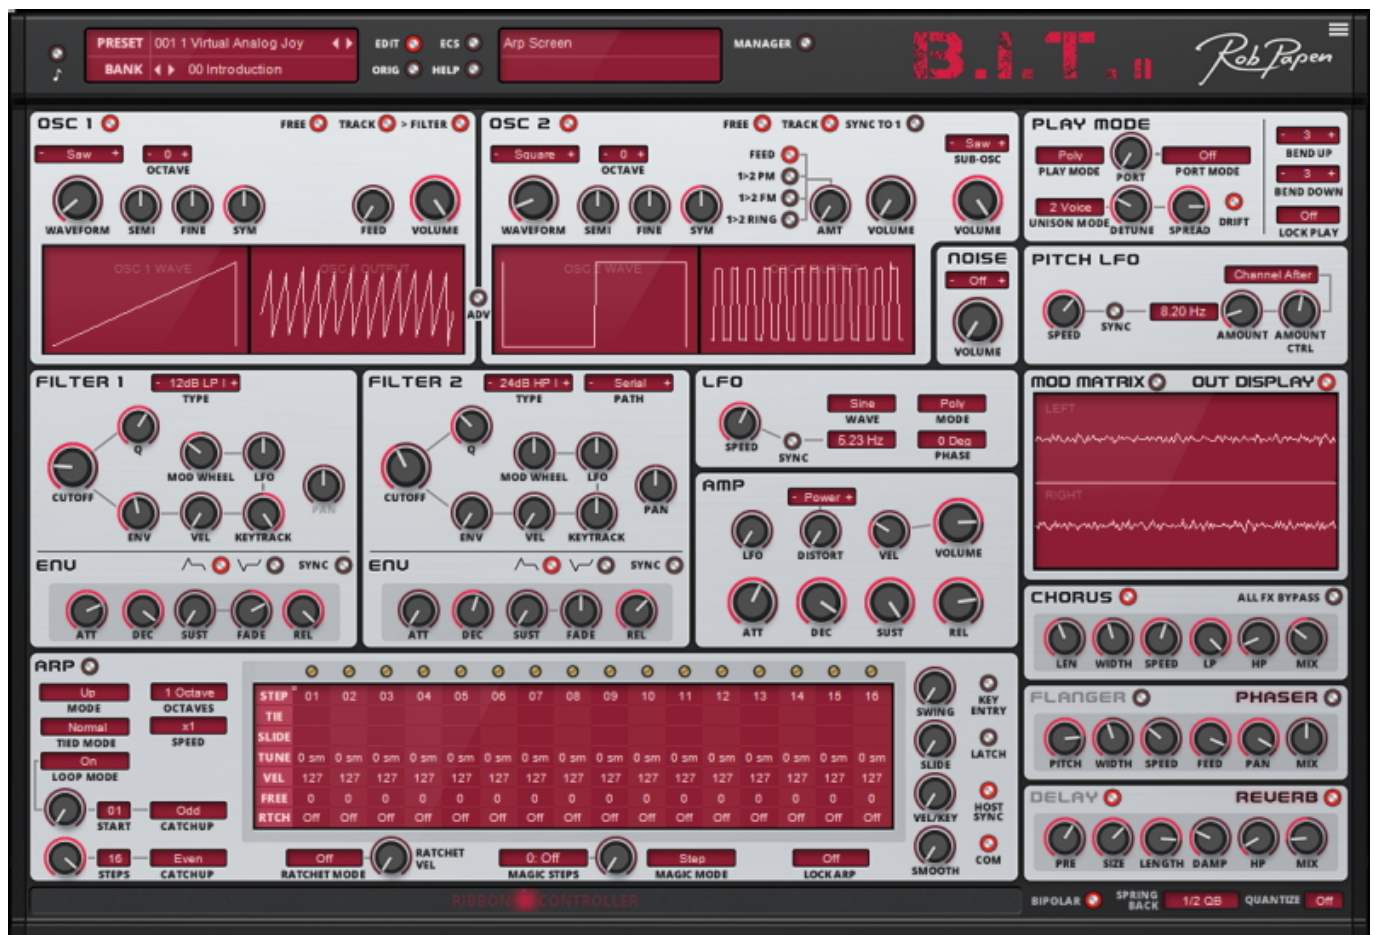 PRESET 001 1 Virtual Analog Joy
BANK 00 Introduction
EDIT ECS
ORIG HELP
Arp Screen
MANAGER
B.I.T. II
Rob Papen
OSC 1 FREE TRACK > FILTER
- Saw + - 0 +
OCTAVE
WAVEFORM SEMI FINE SYM FEED VOLUME
OSC 1 WAVE OSC 1 OUTPUT
ADV
OSC 2 FREE TRACK SYNC TO 1
- Square + - 0 +
OCTAVE
FEED
1>2 PM
1>2 FM
1>2 RING
- Saw +
SUB-OSC
WAVEFORM SEMI FINE SYM AMT VOLUME VOLUME
OSC 2 WAVE OSC 2 OUTPUT
NOISE
- Off +
VOLUME
PLAY MODE
Poly Off
PLAY MODE PORT PORT MODE
2 Voice
UNISON MODE DETUNE SPREAD DRIFT
- 3 +
BEND UP
- 3 +
BEND DOWN
Off
LOCK PLAY
PITCH LFO
Channel After
8.20 Hz
SPEED SYNC AMOUNT AMOUNT
CTRL
FILTER 1 - 12dB LP I +
TYPE
Q
MOD WHEEL LFO
CUTOFF PAN
ENV VEL KEYTRACK
ENV SYNC
ATT DEC SUST FADE REL
FILTER 2 - 24dB HP I + - Serial +
TYPE PATH
Q
MOD WHEEL LFO
CUTOFF PAN
ENV VEL KEYTRACK
ENV SYNC
ATT DEC SUST FADE REL
LFO
Sine Poly
WAVE MODE
SPEED SYNC 5.23 Hz 0 Deg
PHASE
AMP
- Power +
LFO DISTORT VEL VOLUME
ATT DEC SUST REL
MOD MATRIX OUT DISPLAY
LEFT
RIGHT
CHORUS ALL FX BYPASS
LEN WIDTH SPEED LP HP MIX
FLANGER PHASER
PITCH WIDTH SPEED FEED PAN MIX
DELAY REVERB
PRE SIZE LENGTH DAMP HP MIX
ARP
Up 1 Octave
MODE OCTAVES
Normal x1
TIED MODE SPEED
On
LOOP MODE
01 Odd
START CATCHUP
16 Even
STEPS CATCHUP
STEP 01 02 03 04 05 06 07 08 09 10 11 12 13 14 15 16
TIE
SLIDE
TUNE 0 sm 0 sm 0 sm 0 sm 0 sm 0 sm 0 sm 0 sm 0 sm 0 sm 0 sm 0 sm 0 sm 0 sm 0 sm 0 sm
VEL 127 127 127 127 127 127 127 127 127 127 127 127 127 127 127 127
FREE 0 0 0 0 0 0 0 0 0 0 0 0 0 0 0 0
RTCH Off Off Off Off Off Off Off Off Off Off Off Off Off Off Off Off
Off RATCHET
VEL
RATCHET MODE
0: Off Step Off
MAGIC STEPS MAGIC MODE LOCK ARP
SWING KEY
ENTRY
SLIDE LATCH
VEL/KEY HOST
SYNC
SMOOTH COM
RIBBON CONTROLLER
BIPOLAR SPRING
BACK 1/2 QB QUANTIZE Off